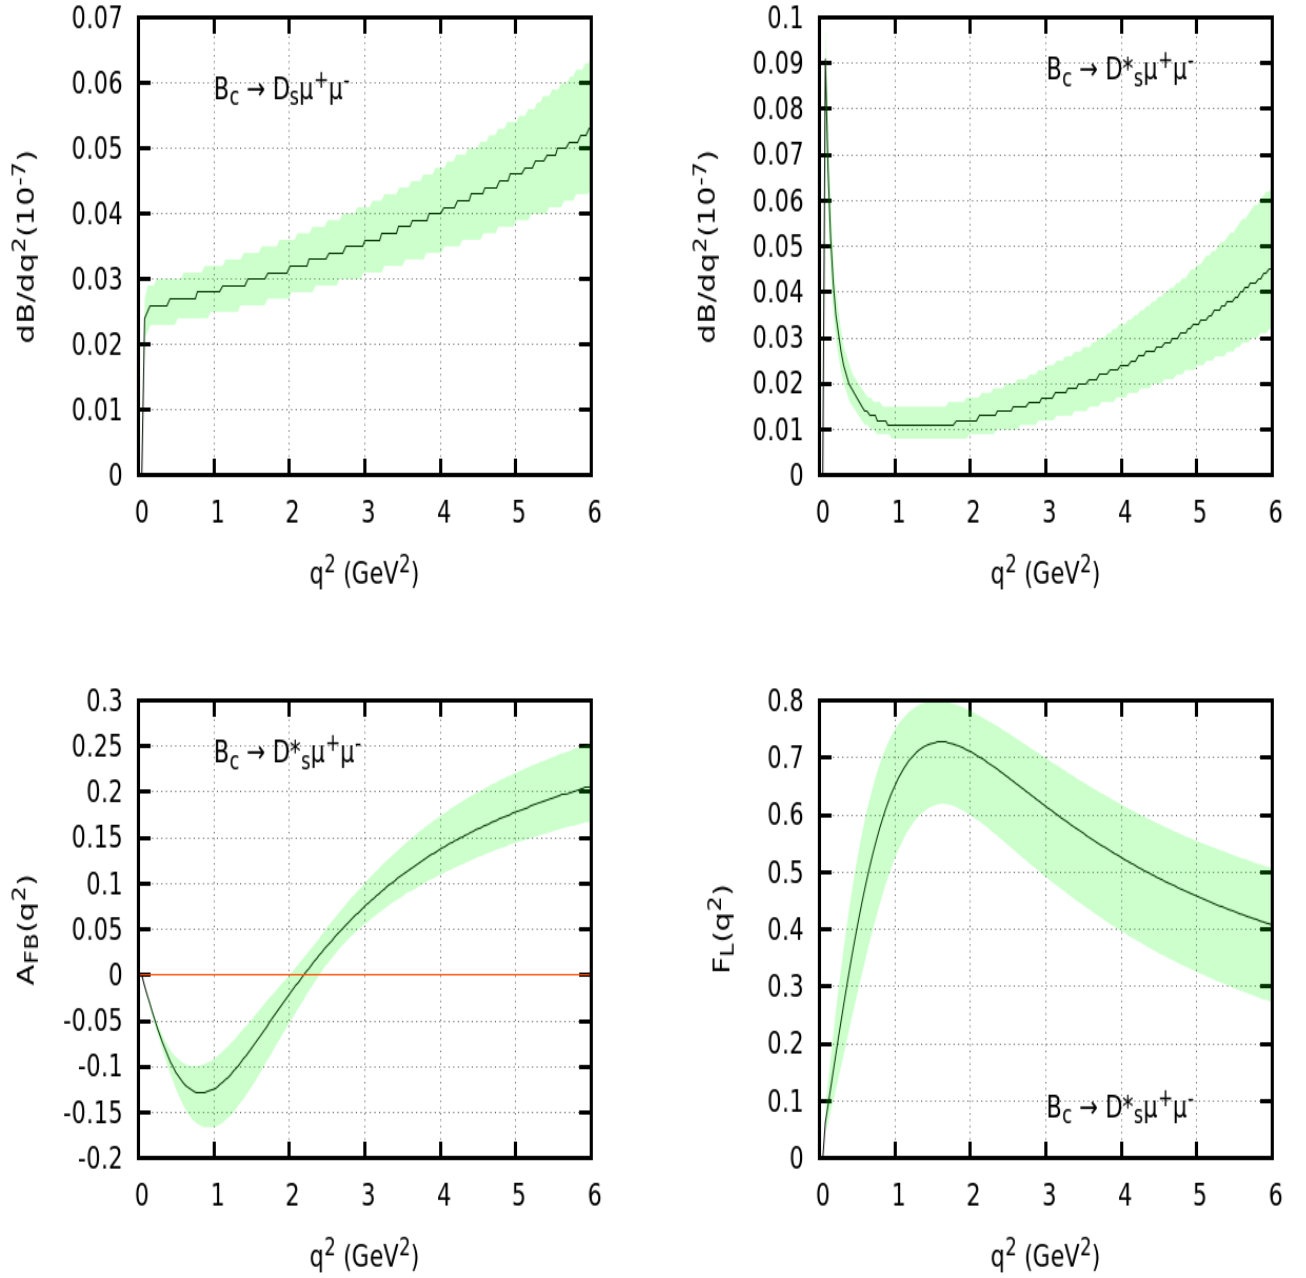 0.07
0.06
0.05
0.04
0.03
0.02
0.01
0
dB/dq²(10⁻⁷)
B_c → D_sμ⁺μ⁻
0 1 2 3 4 5 6
q² (GeV²)
0.1
0.09
0.08
0.07
0.06
0.05
0.04
0.03
0.02
0.01
0
dB/dq²(10⁻⁷)
B_c → D*_sμ⁺μ⁻
0 1 2 3 4 5 6
q² (GeV²)
0.3
0.25
0.2
0.15
0.1
0.05
0
-0.05
-0.1
-0.15
-0.2
A_FB(q²)
B_c → D*_sμ⁺μ⁻
0 1 2 3 4 5 6
q² (GeV²)
0.8
0.7
0.6
0.5
0.4
0.3
0.2
0.1
0
F_L(q²)
B_c → D*_sμ⁺μ⁻
0 1 2 3 4 5 6
q² (GeV²)